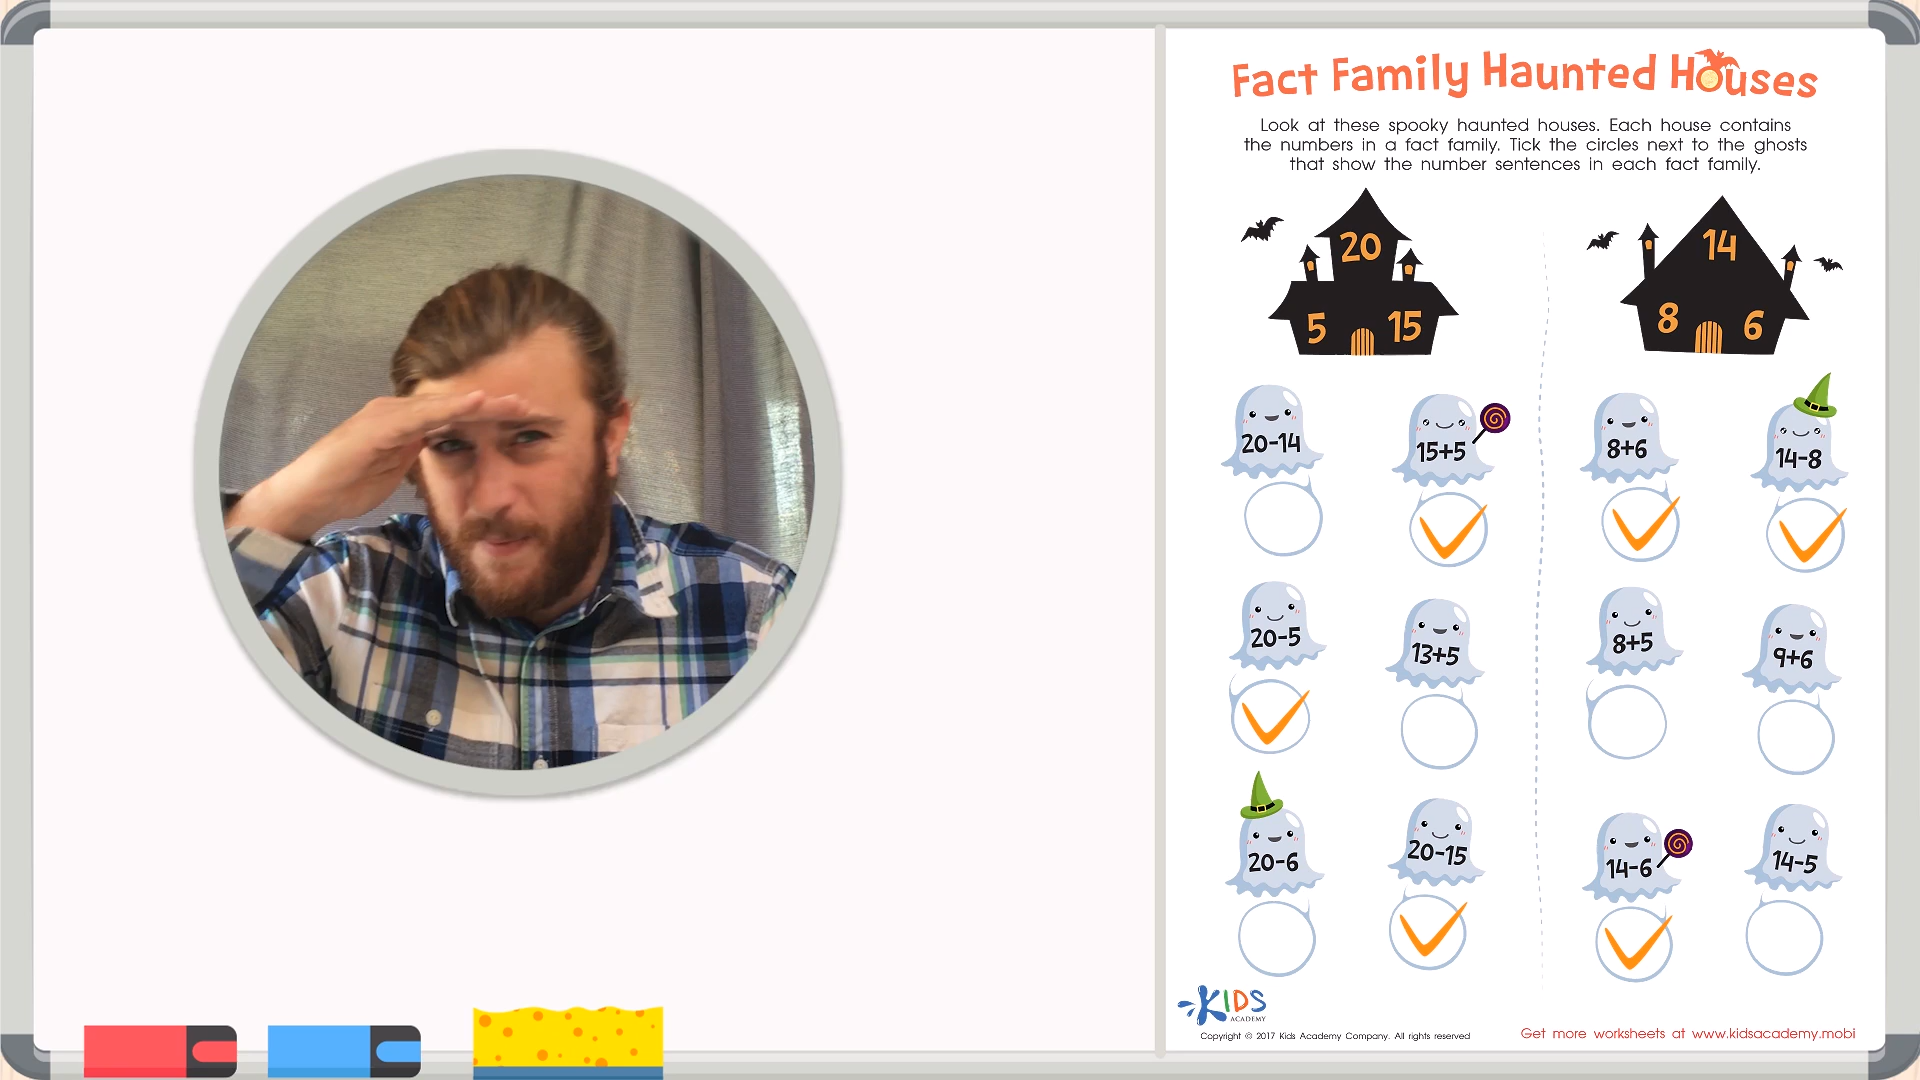 Fact Family Haunted Houses
Look at these spooky haunted houses. Each house contains
the numbers in a fact family. Tick the circles next to the ghosts
that show the number sentences in each fact family.
20
5 15
14
8 6
20-14
15+5
8+6
14-8
20-5
13+5
8+5
9+6
20-6
20-15
14-6
14-5
KIDS
ACADEMY
Copyright © 2017 Kids Academy Company. All rights reserved
Get more worksheets at www.kidsacademy.mobi